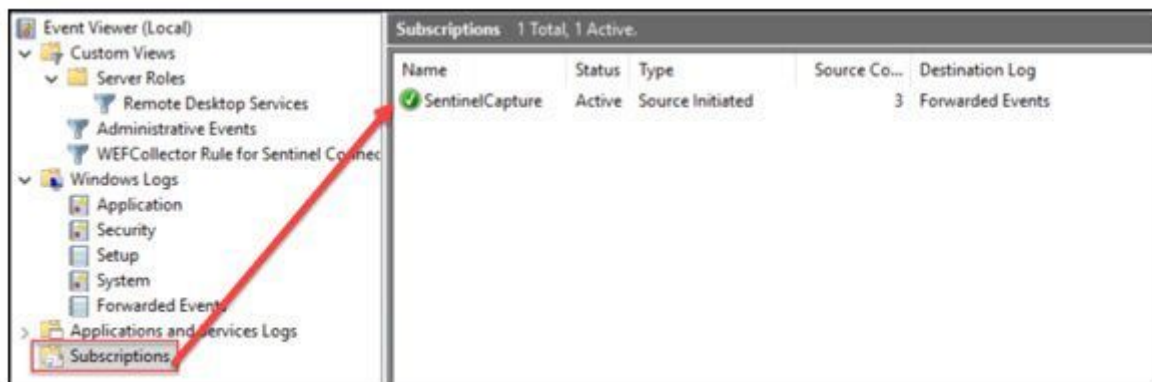 Event Viewer (Local)
Custom Views
Server Roles
Remote Desktop Services
Administrative Events
WEFCollector Rule for Sentinel Connec
Windows Logs
Application
Security
Setup
System
Forwarded Events
Applications and Services Logs
Subscriptions
Subscriptions 1 Total, 1 Active.
Name Status Type Source Co... Destination Log
SentinelCapture Active Source Initiated 3 Forwarded Events